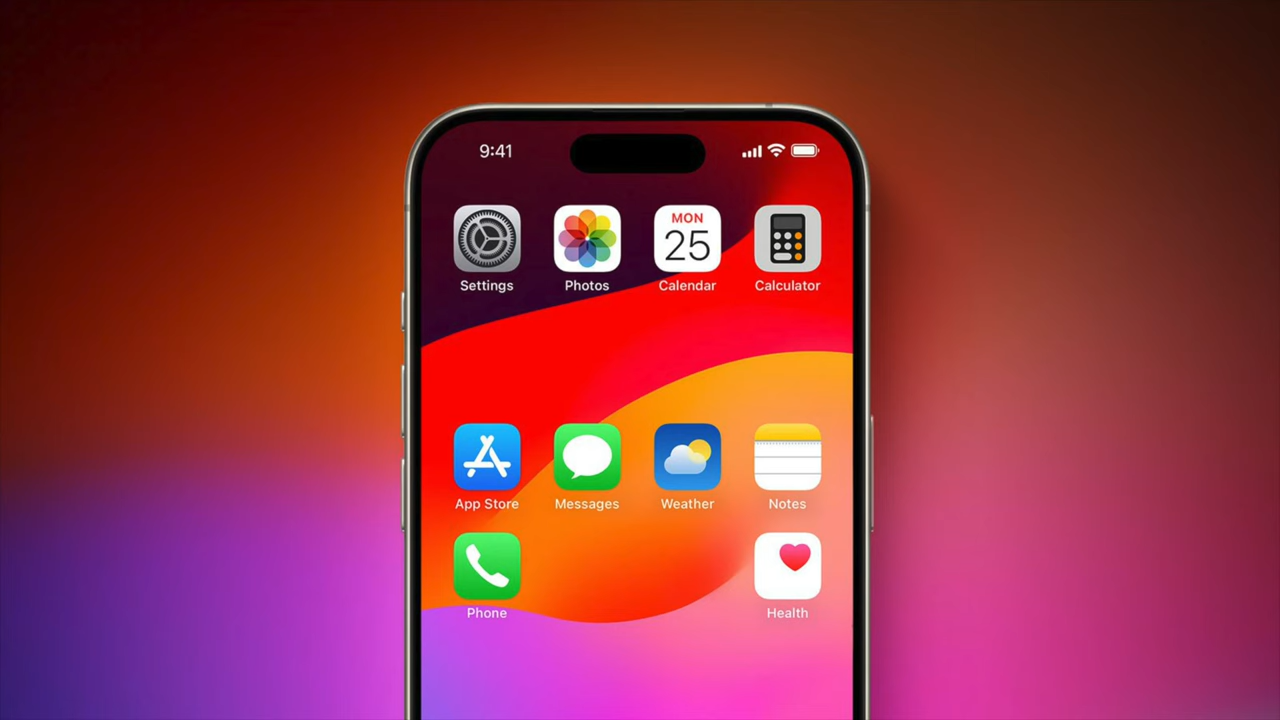 9:41
MON
25
Settings
Photos
Calendar
Calculator
App Store
Messages
Weather
Notes
Phone
Health